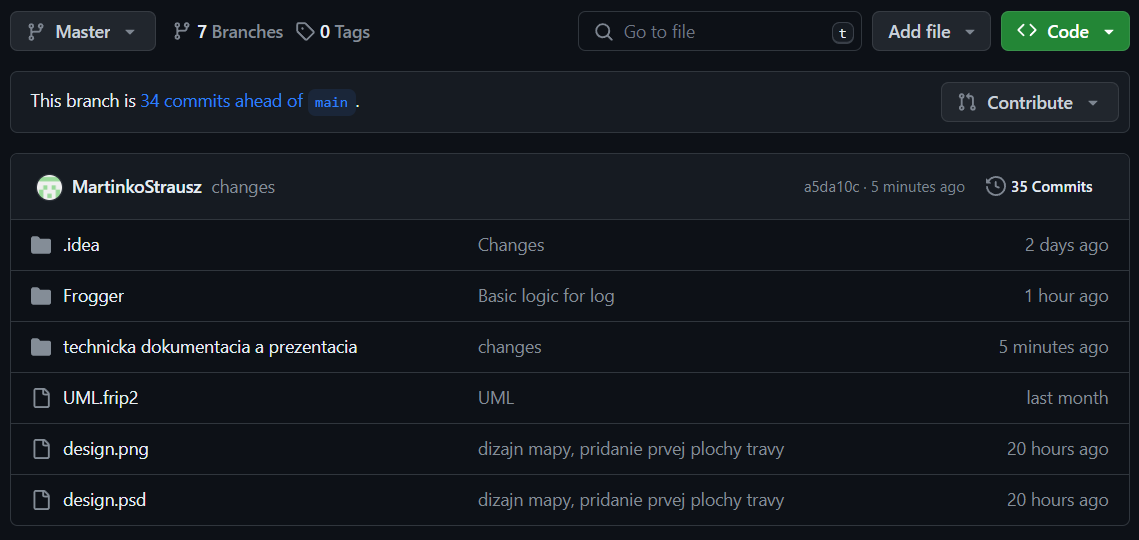 Master 7 Branches 0 Tags Go to file t Add file Code
This branch is 34 commits ahead of main .
Contribute
MartinkoStrausz changes a5da10c · 5 minutes ago 35 Commits
.idea Changes 2 days ago
Frogger Basic logic for log 1 hour ago
technicka dokumentacia a prezentacia changes 5 minutes ago
UML.frip2 UML last month
design.png dizajn mapy, pridanie prvej plochy travy 20 hours ago
design.psd dizajn mapy, pridanie prvej plochy travy 20 hours ago